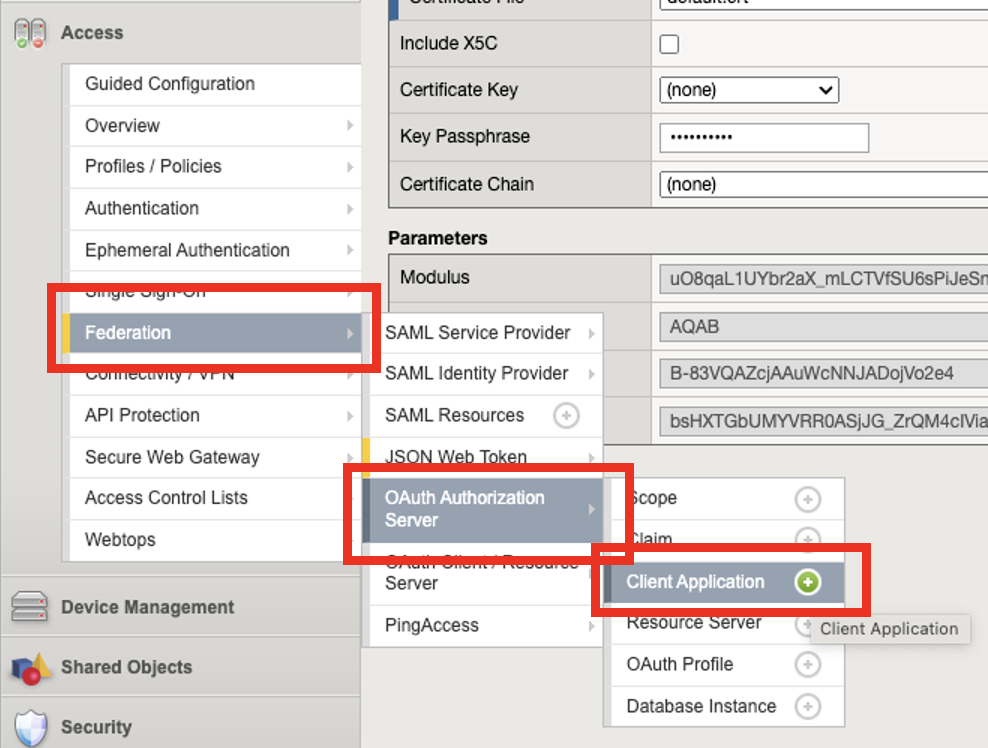 Access
Guided Configuration
Overview
Profiles / Policies
Authentication
Ephemeral Authentication
Single Sign-On
Federation
Connectivity / VPN
API Protection
Secure Web Gateway
Access Control Lists
Webtops
Device Management
Shared Objects
Security
SAML Service Provider
SAML Identity Provider
SAML Resources
JSON Web Token
OAuth Authorization
Server
OAuth Client / Resource
Server
PingAccess
Scope
Claim
Client Application
Resource Server
OAuth Profile
Database Instance
Client Application
Certificate File default.crt
Include X5C
Certificate Key (none)
Key Passphrase ••••••••••
Certificate Chain (none)
Parameters
Modulus uO8qaL1UYbr2aX_mLCTVfSU6sPiJeSn
AQAB
B-83VQAZcjAAuWcNNJADojVo2e4
bsHXTGbUMYVRR0ASjJG_ZrQM4cIVia